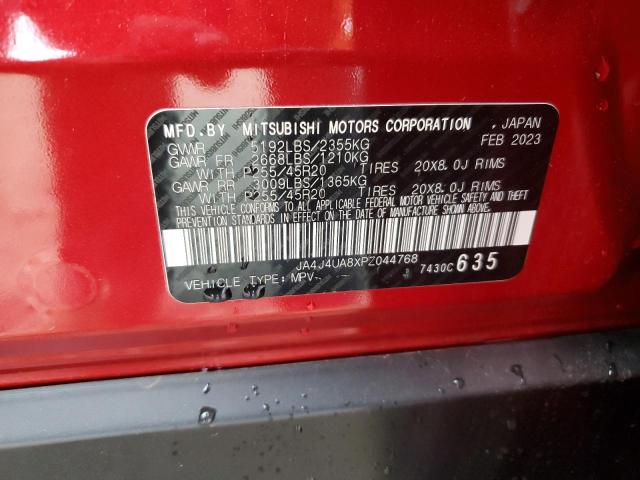 MFD.BY MITSUBISHI MOTORS CORPORATION , JAPAN
GVWR 5192LBS/2355KG FEB 2023
GAWR FR 2668LBS/1210KG
WITH P255/45R20 TIRES 20X8.0J RIMS
GAWR RR 3009LBS/1365KG
WITH P255/45R20 TIRES 20X8.0J RIMS
THIS VEHICLE CONFORMS TO ALL APPLICABLE FEDERAL MOTOR VEHICLE SAFETY, BUMPER, AND THEFT
PREVENTION STANDARDS IN EFFECT ON THE DATE OF MANUFACTURE SHOWN ABOVE.
JA4J4UA8XPZ044768
VEHICLE TYPE: MPV 7430C 635